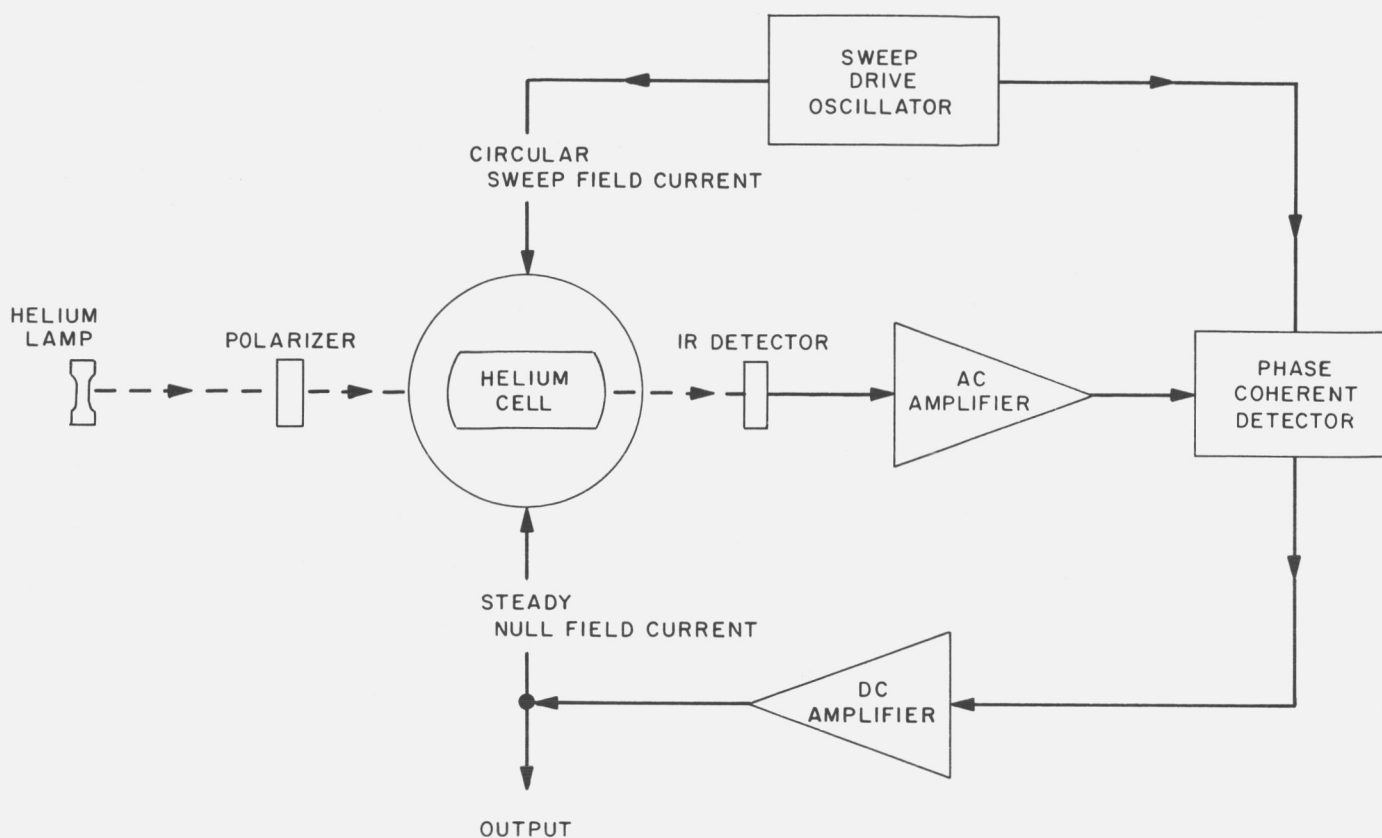 SWEEP
DRIVE
OSCILLATOR
CIRCULAR
SWEEP FIELD CURRENT
HELIUM
LAMP
POLARIZER
HELIUM
CELL
IR DETECTOR
AC
AMPLIFIER
PHASE
COHERENT
DETECTOR
STEADY
NULL FIELD CURRENT
DC
AMPLIFIER
OUTPUT